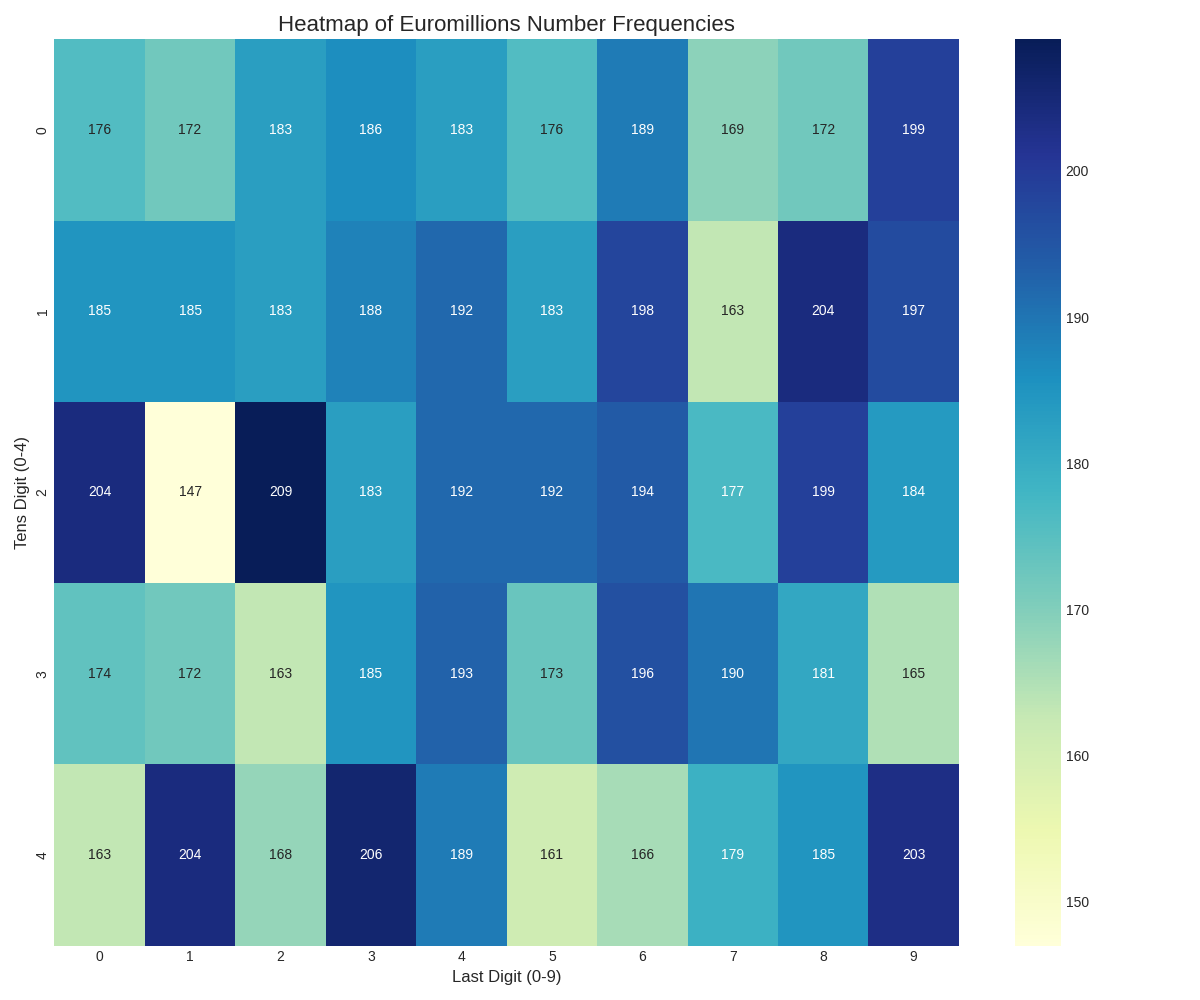 Heatmap of Euromillions Number Frequencies
Tens Digit (0-4)
0 176 172 183 186 183 176 189 169 172 199
1 185 185 183 188 192 183 198 163 204 197
2 204 147 209 183 192 192 194 177 199 184
3 174 172 163 185 193 173 196 190 181 165
4 163 204 168 206 189 161 166 179 185 203
0 1 2 3 4 5 6 7 8 9
Last Digit (0-9)
200
190
180
170
160
150